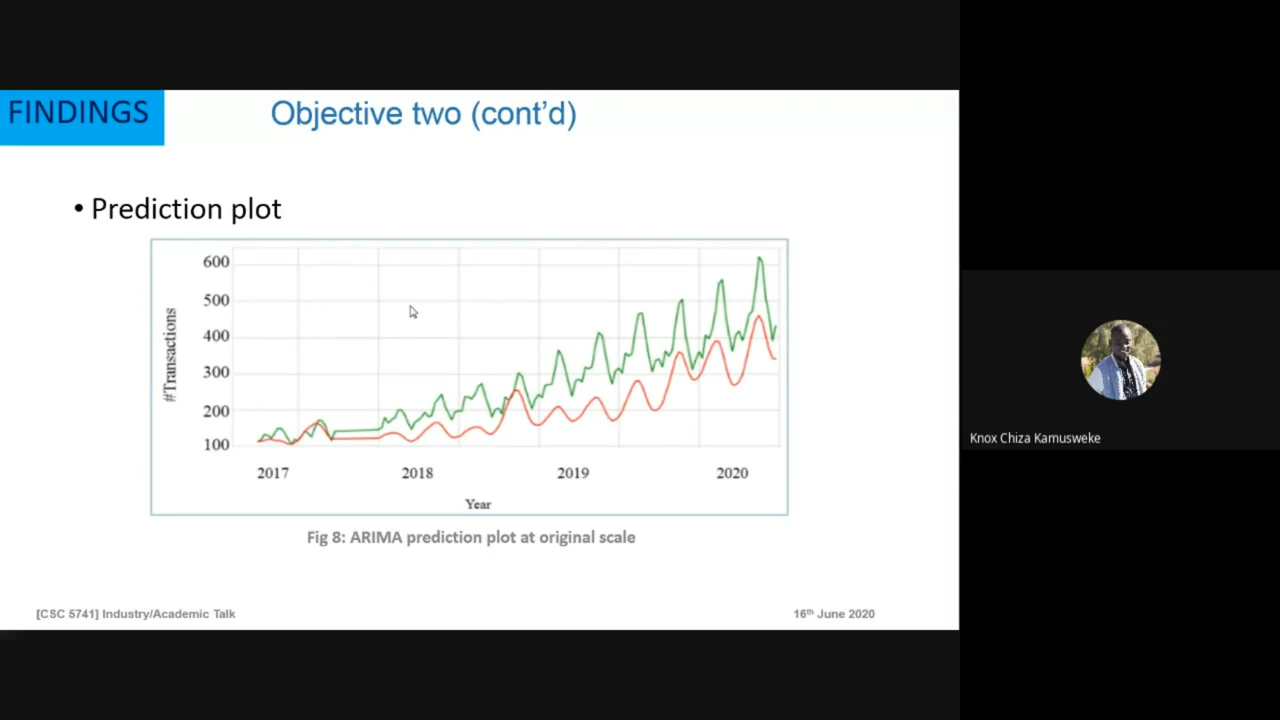 FINDINGS
Objective two (cont'd)
• Prediction plot
600
500
400
300
200
100
#Transactions
2017 2018 2019 2020
Year
Fig 8: ARIMA prediction plot at original scale
[CSC 5741] Industry/Academic Talk
16th June 2020
Knox Chiza Kamusweke